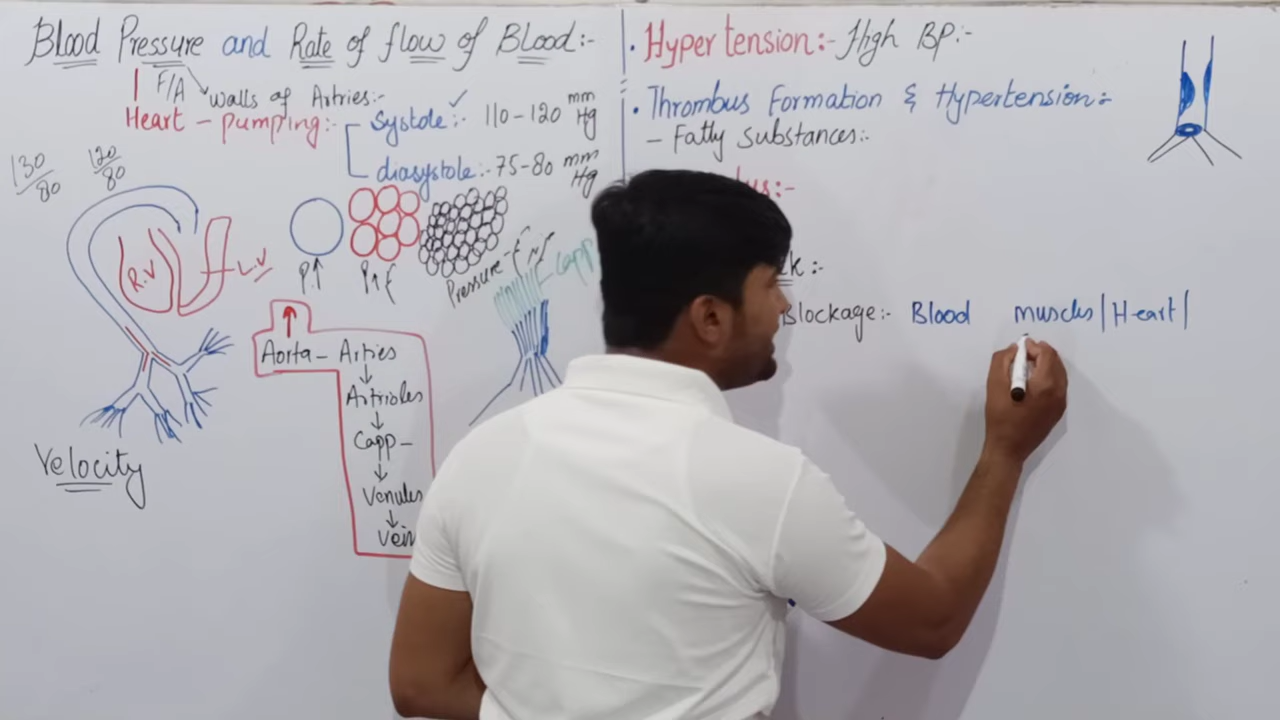 Blood Pressure and Rate of flow of Blood:-
F/A walls of Artries:-
Heart - pumping:- Systole:- 110-120 mm Hg
diasystole:- 75-80 mm Hg
130/80 120/80
R.V L.V
P↑ P↑f Pressure-
capp
Aorta - Arties
↓
Artrioles
↓
Capp-
↓
Venules
↓
Vein
Velocity
• Hypertension:- High BP:-
• Thrombus Formation & Hypertension:-
- Fatty substances:-
Blockage:- Blood muscles/Heart/